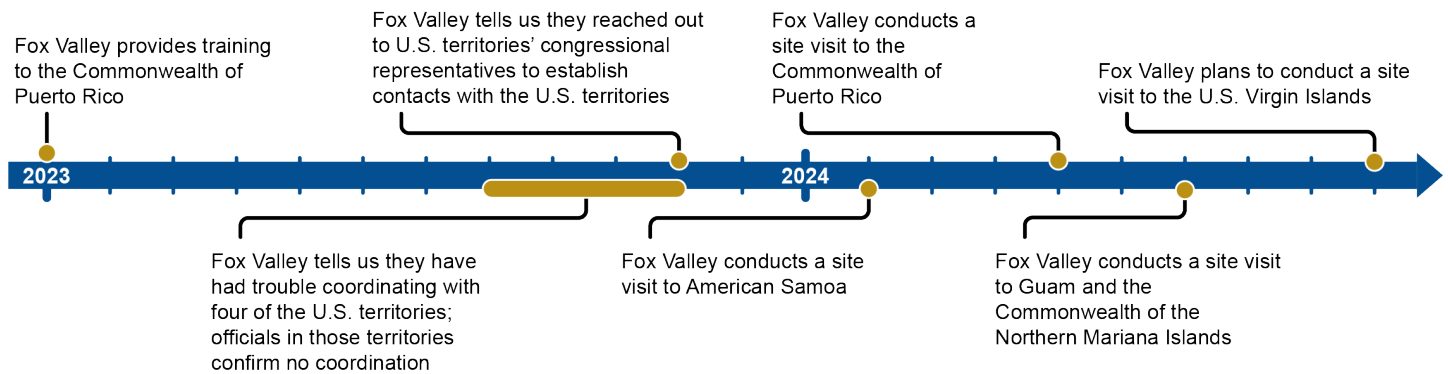 Fox Valley provides training
to the Commonwealth of
Puerto Rico
Fox Valley tells us they reached out
to U.S. territories’ congressional
representatives to establish
contacts with the U.S. territories
Fox Valley conducts a
site visit to the
Commonwealth of
Puerto Rico
Fox Valley plans to conduct a site
visit to the U.S. Virgin Islands
2023
2024
Fox Valley tells us they have
had trouble coordinating with
four of the U.S. territories;
officials in those territories
confirm no coordination
Fox Valley conducts a site
visit to American Samoa
Fox Valley conducts a site visit
to Guam and the
Commonwealth of the
Northern Mariana Islands